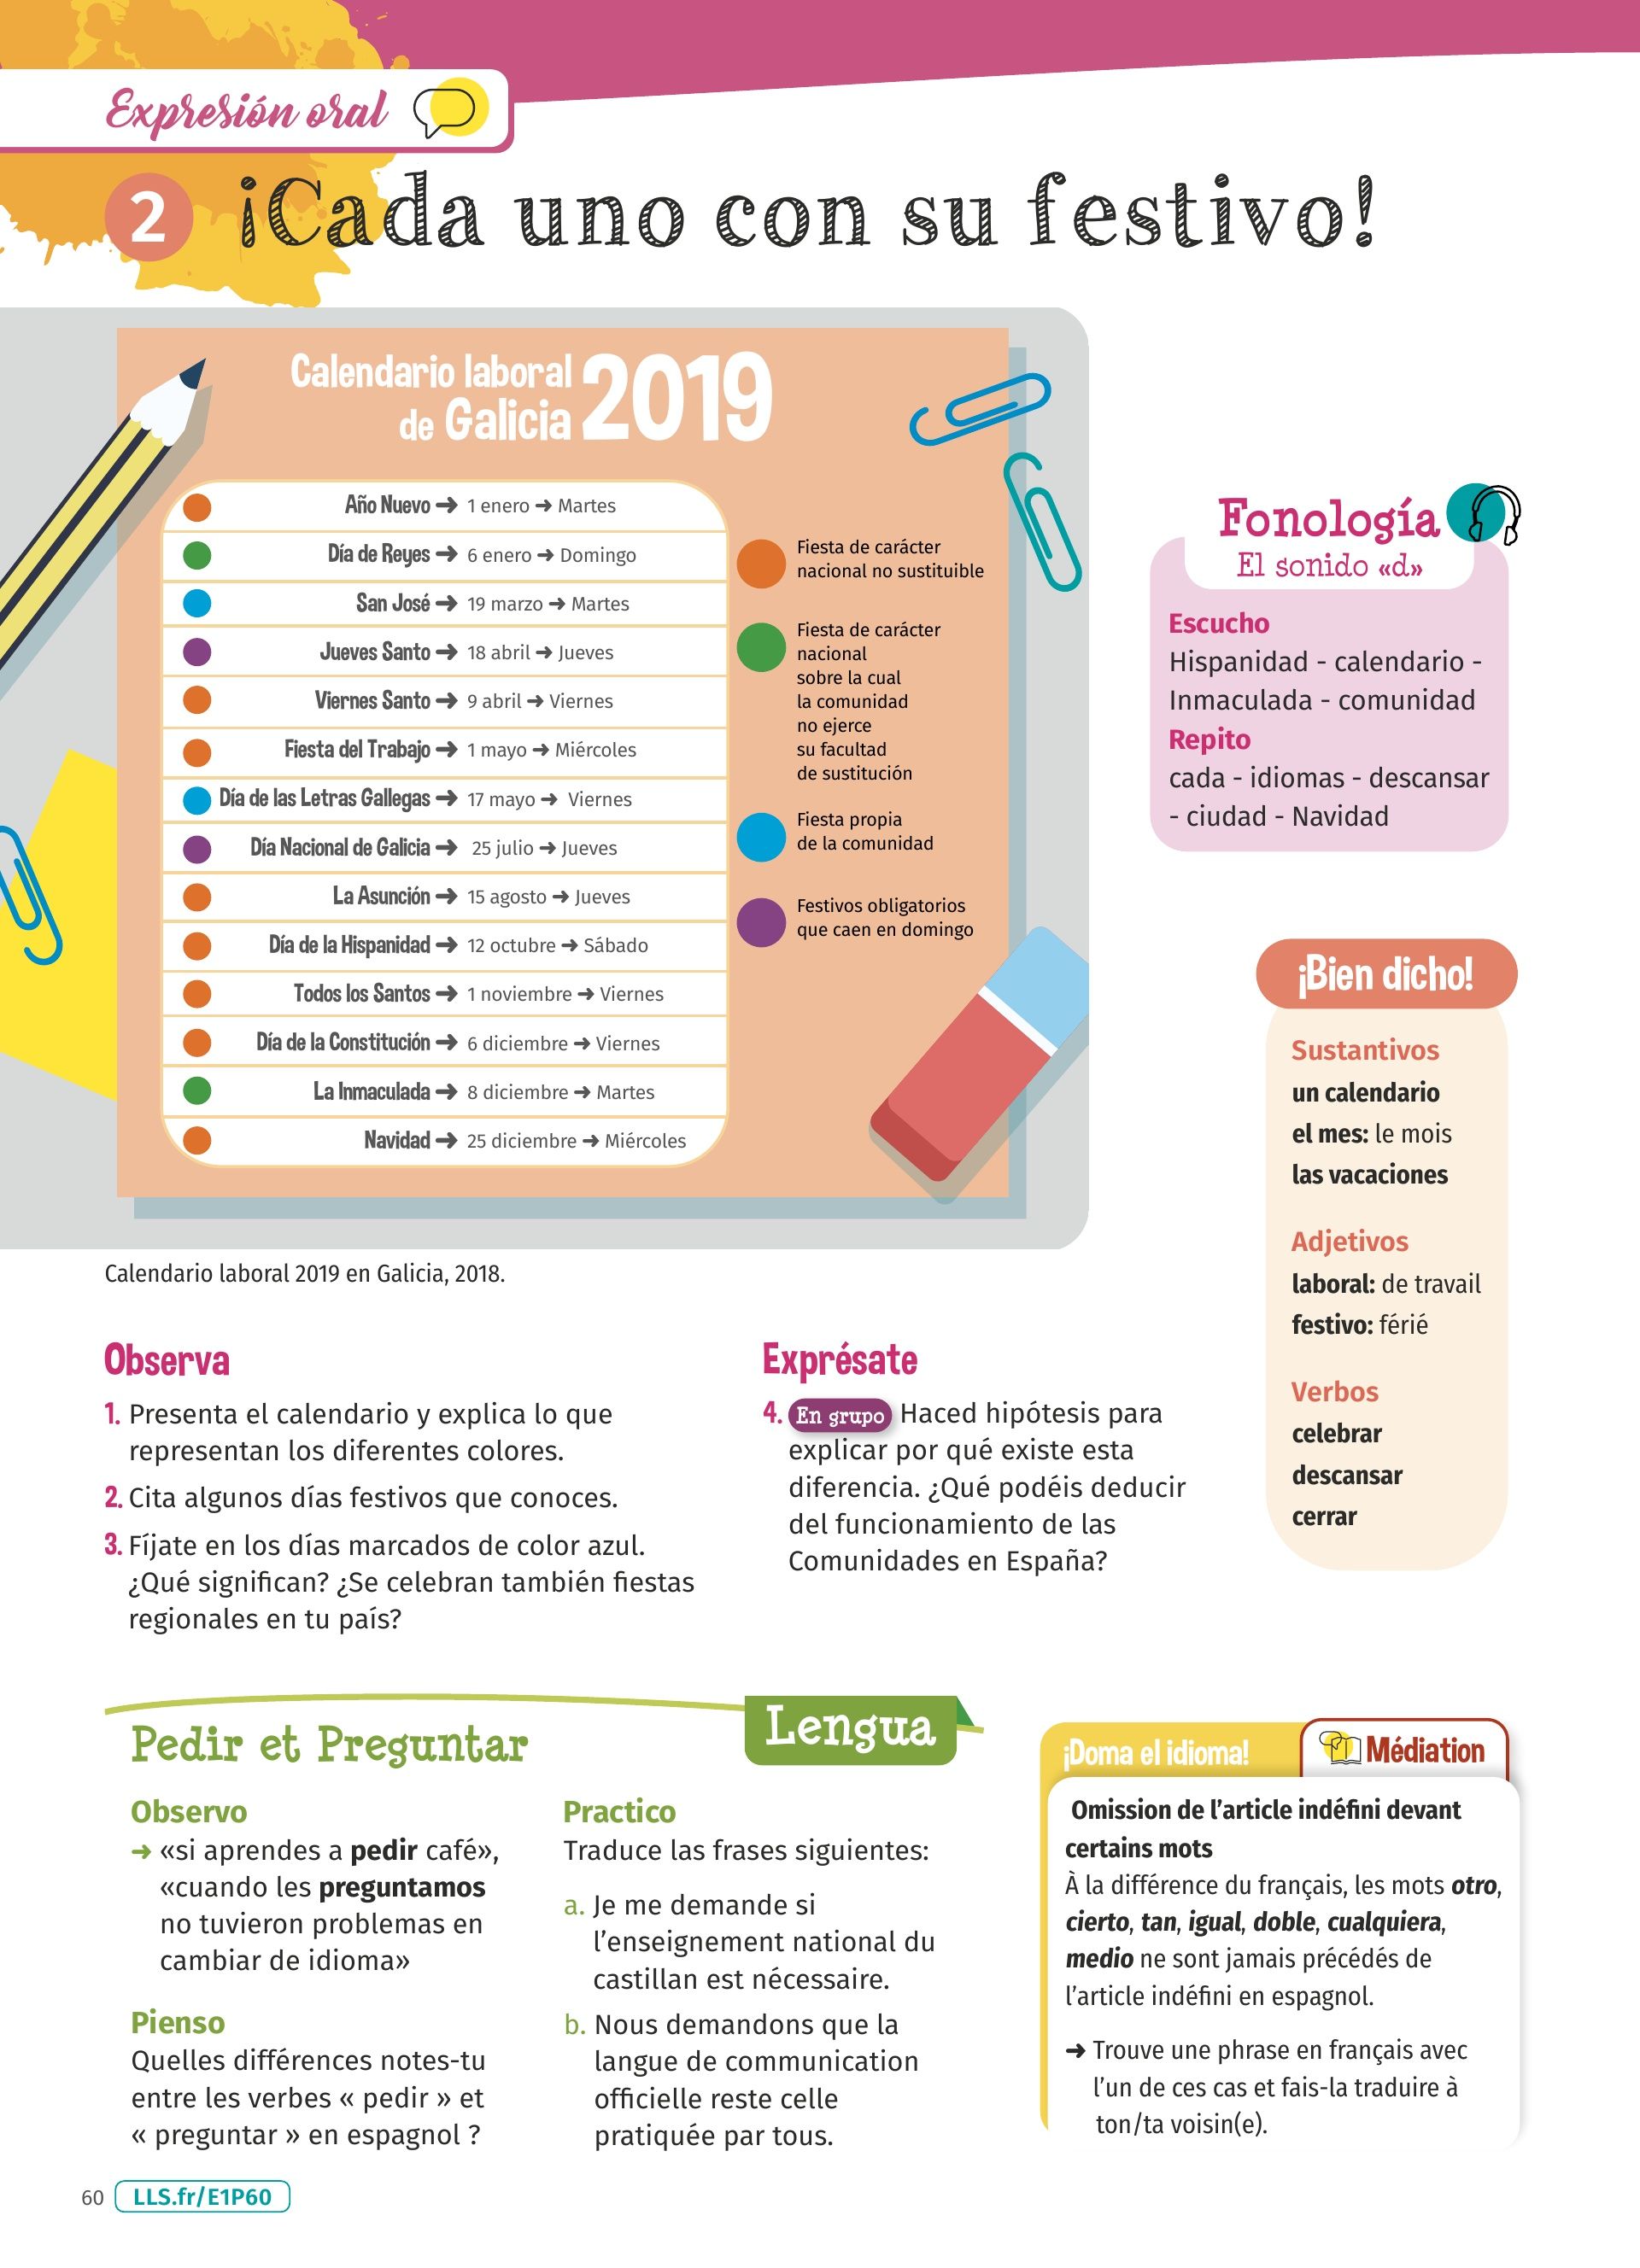 Expresión oral
2 ¡Cada uno con su festivo!
Calendario laboral
de Galicia 2019
Año Nuevo ➜ 1 enero ➜ Martes
Día de Reyes ➜ 6 enero ➜ Domingo
San José ➜ 19 marzo ➜ Martes
Jueves Santo ➜ 18 abril ➜ Jueves
Viernes Santo ➜ 9 abril ➜ Viernes
Fiesta del Trabajo ➜ 1 mayo ➜ Miércoles
Día de las Letras Gallegas ➜ 17 mayo ➜ Viernes
Día Nacional de Galicia ➜ 25 julio ➜ Jueves
La Asunción ➜ 15 agosto ➜ Jueves
Día de la Hispanidad ➜ 12 octubre ➜ Sábado
Todos los Santos ➜ 1 noviembre ➜ Viernes
Día de la Constitución ➜ 6 diciembre ➜ Viernes
La Inmaculada ➜ 8 diciembre ➜ Martes
Navidad ➜ 25 diciembre ➜ Miércoles
Fiesta de carácter
nacional no sustituible
Fiesta de carácter
nacional
sobre la cual
la comunidad
no ejerce
su facultad
de sustitución
Fiesta propia
de la comunidad
Festivos obligatorios
que caen en domingo
Calendario laboral 2019 en Galicia, 2018.
Fonología
El sonido «d»
Escucho
Hispanidad - calendario -
Inmaculada - comunidad
Repito
cada - idiomas - descansar
- ciudad - Navidad
¡Bien dicho!
Sustantivos
un calendario
el mes: le mois
las vacaciones
Adjetivos
laboral: de travail
festivo: férié
Verbos
celebrar
descansar
cerrar
Observa
1. Presenta el calendario y explica lo que
representan los diferentes colores.
2. Cita algunos días festivos que conoces.
3. Fíjate en los días marcados de color azul.
¿Qué significan? ¿Se celebran también fiestas
regionales en tu país?
Exprésate
4. En grupo Haced hipótesis para
explicar por qué existe esta
diferencia. ¿Qué podéis deducir
del funcionamiento de las
Comunidades en España?
Lengua
Pedir et Preguntar
Observo
➜ «si aprendes a pedir café»,
«cuando les preguntamos
no tuvieron problemas en
cambiar de idioma»
Pienso
Quelles différences notes-tu
entre les verbes « pedir » et
« preguntar » en espagnol ?
Practico
Traduce las frases siguientes:
a. Je me demande si
l'enseignement national du
castillan est nécessaire.
b. Nous demandons que la
langue de communication
officielle reste celle
pratiquée par tous.
¡Doma el idioma!
Médiation
Omission de l'article indéfini devant
certains mots
À la différence du français, les mots otro,
cierto, tan, igual, doble, cualquiera,
medio ne sont jamais précédés de
l'article indéfini en espagnol.
➜ Trouve une phrase en français avec
l'un de ces cas et fais-la traduire à
ton/ta voisin(e).
60 LLS.fr/E1P60